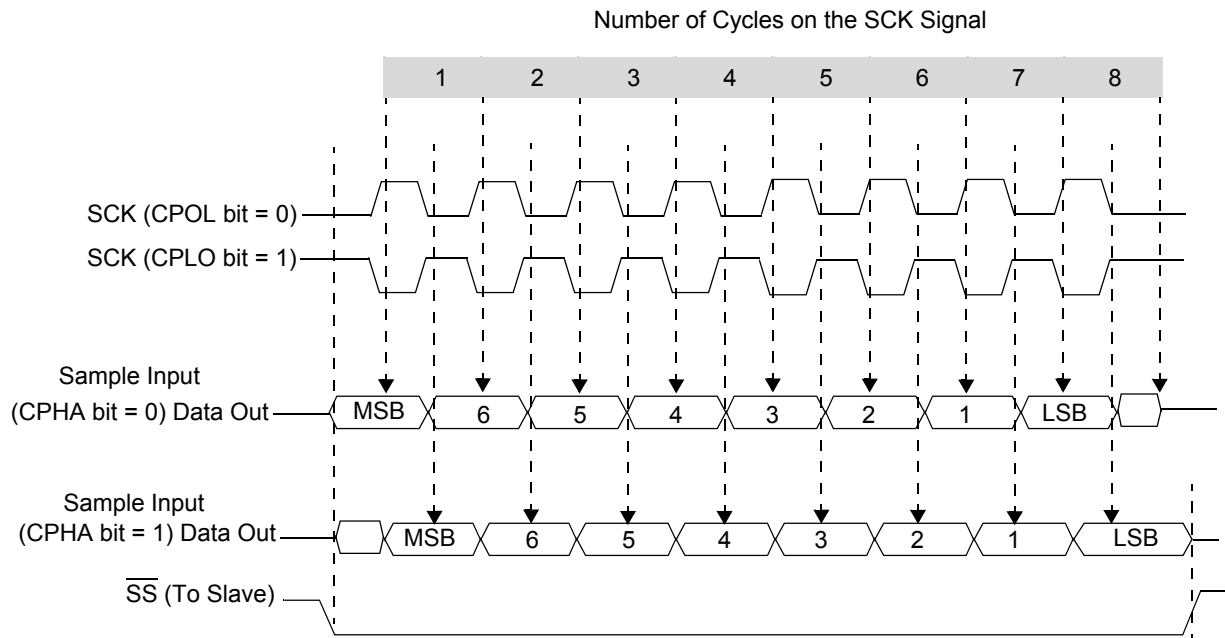 Number of Cycles on the SCK Signal
1 2 3 4 5 6 7 8
SCK (CPOL bit = 0)
SCK (CPLO bit = 1)
Sample Input
(CPHA bit = 0) Data Out
MSB 6 5 4 3 2 1 LSB
Sample Input
(CPHA bit = 1) Data Out
MSB 6 5 4 3 2 1 LSB
SS (To Slave)